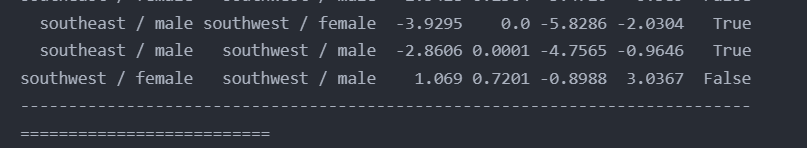 southeast / male southwest / female -3.9295 0.0 -5.8286 -2.0304 True
southeast / male southwest / male -2.8606 0.0001 -4.7565 -0.9646 True
southwest / female southwest / male 1.069 0.7201 -0.8988 3.0367 False
----------------------------------------------------------------------------
==========================